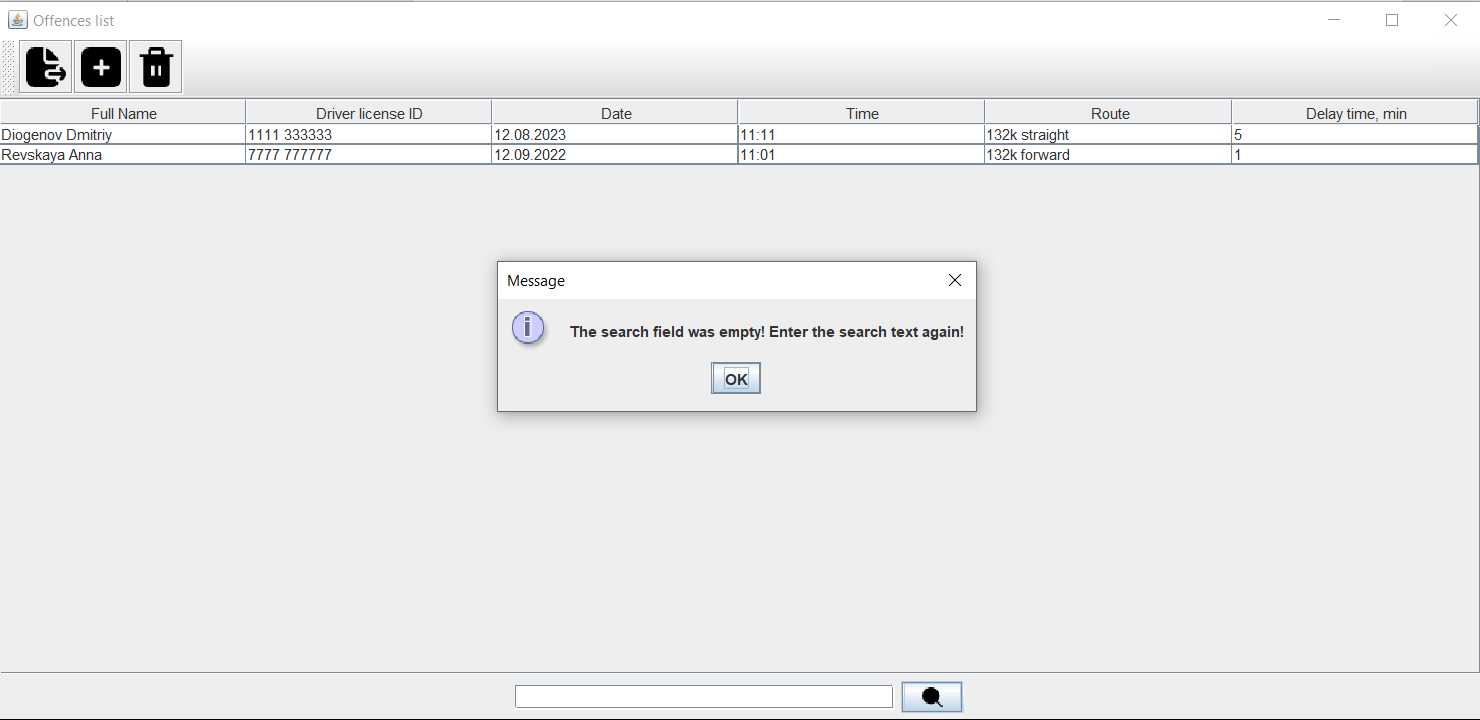 Offences list
Full Name Driver license ID Date Time Route Delay time, min
Diogenov Dmitriy 1111 333333 12.08.2023 11:11 132k straight 5
Revskaya Anna 7777 777777 12.09.2022 11:01 132k forward 1
Message
The search field was empty! Enter the search text again!
OK